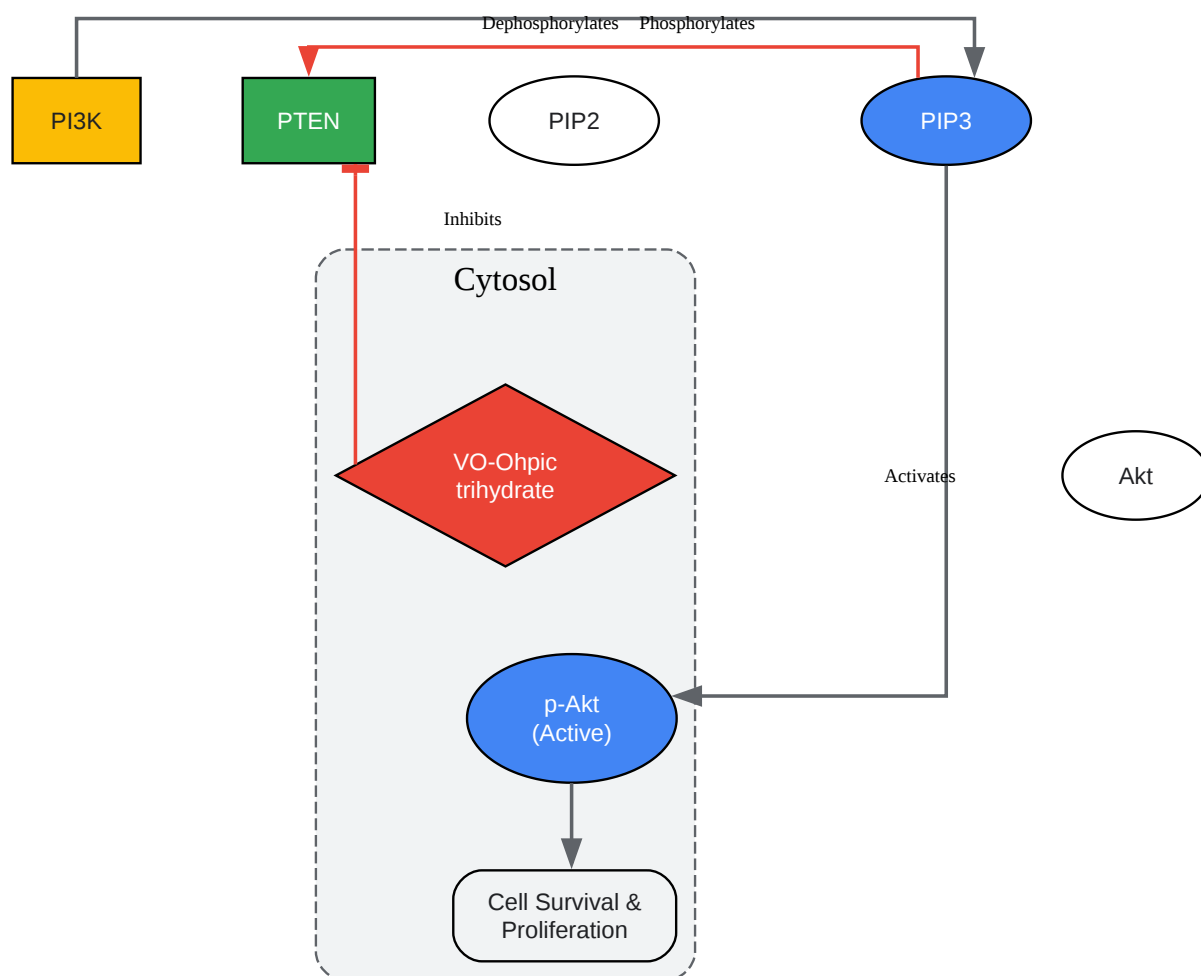 Dephosphorylates Phosphorylates
PI3K
PTEN
PIP2
PIP3
Inhibits
Cytosol
VO-Ohpic
trihydrate
Activates
Akt
p-Akt
(Active)
Cell Survival &
Proliferation